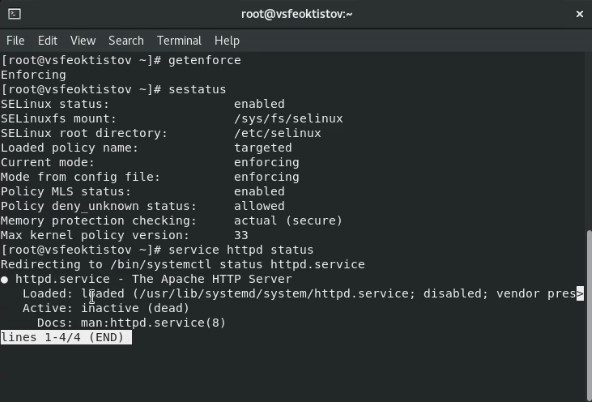 root@vsfeoktistov:~
File Edit View Search Terminal Help
[root@vsfeoktistov ~]# getenforce
Enforcing
[root@vsfeoktistov ~]# sestatus
SELinux status:                 enabled
SELinuxfs mount:                /sys/fs/selinux
SELinux root directory:         /etc/selinux
Loaded policy name:             targeted
Current mode:                   enforcing
Mode from config file:          enforcing
Policy MLS status:              enabled
Policy deny_unknown status:     allowed
Memory protection checking:     actual (secure)
Max kernel policy version:      33
[root@vsfeoktistov ~]# service httpd status
Redirecting to /bin/systemctl status httpd.service
● httpd.service - The Apache HTTP Server
   Loaded: loaded (/usr/lib/systemd/system/httpd.service; disabled; vendor pres>
   Active: inactive (dead)
     Docs: man:httpd.service(8)
lines 1-4/4 (END)